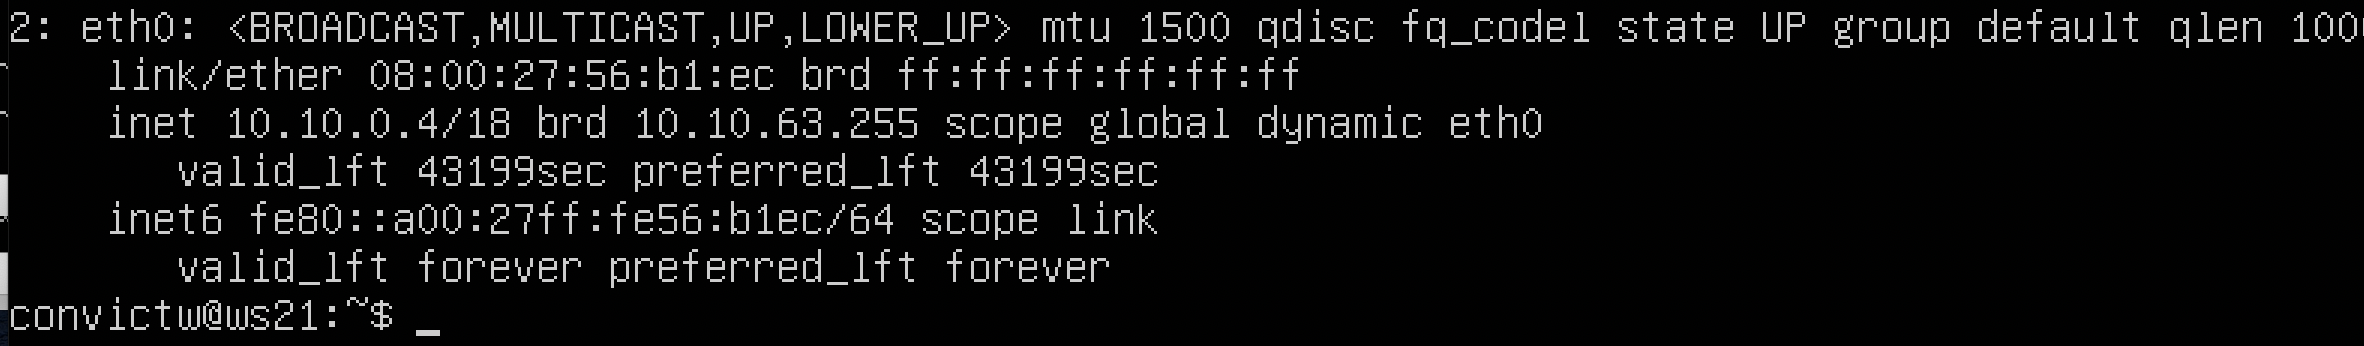 2: eth0: <BROADCAST,MULTICAST,UP,LOWER_UP> mtu 1500 qdisc fq_codel state UP group default qlen 1000
link/ether 08:00:27:56:b1:ec brd ff:ff:ff:ff:ff:ff
inet 10.10.0.4/18 brd 10.10.63.255 scope global dynamic eth0
valid_lft 43199sec preferred_lft 43199sec
inet6 fe80::a00:27ff:fe56:b1ec/64 scope link
valid_lft forever preferred_lft forever
convictw@ws21:~$ _